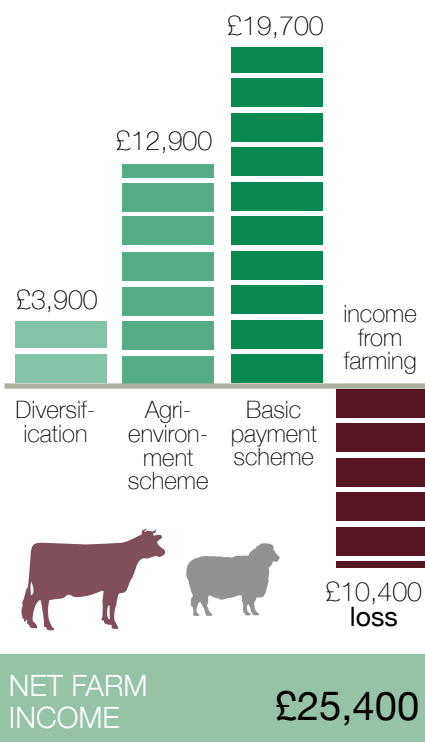 £19,700
£12,900
£3,900
income
from
farming
Diversif-
ication
Agri-
environ-
ment
scheme
Basic
payment
scheme
£10,400
loss
NET FARM
INCOME
£25,400